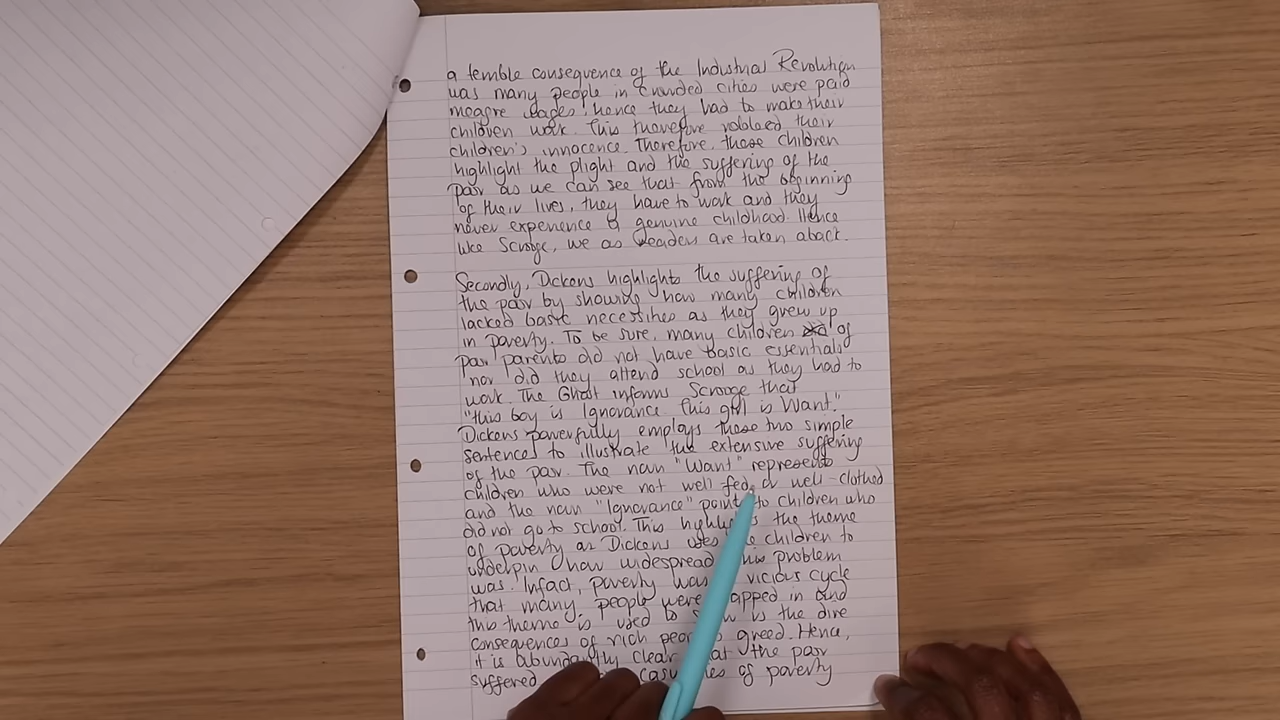 a terrible consequence of the Industrial Revolution
was many people in crowded cities were paid
meagre wages, hence they had to make their
children work. This therefore robbed their
children's innocence. Therefore, these children
highlight the plight and the suffering of the
poor as we can see that from the beginning
of their lives, they have to work and they
never experience a genuine childhood. Hence
like Scrooge, we as readers are taken aback.
Secondly, Dickens highlights the suffering of
the poor by showing how many children
lacked basic necessities as they grew up
in poverty. To be sure, many children of
poor parents did not have basic essentials
nor did they attend school as they had to
work. The Ghost informs Scrooge that
"this boy is Ignorance. This girl is Want."
Dickens powerfully employs these two simple
sentences to illustrate the extensive suffering
of the poor. The noun "Want" represents
children who were not well fed or well-clothed
and the noun "Ignorance" points to children who
did not go to school. This the theme
of poverty as Dickens uses children to
underpin how widespread this problem
was. Infact, poverty was vicious cycle
that many people were in and
this theme is used to us the dire
consequences of rich greed. Hence,
it is abundantly clear the poor
suffered of poverty